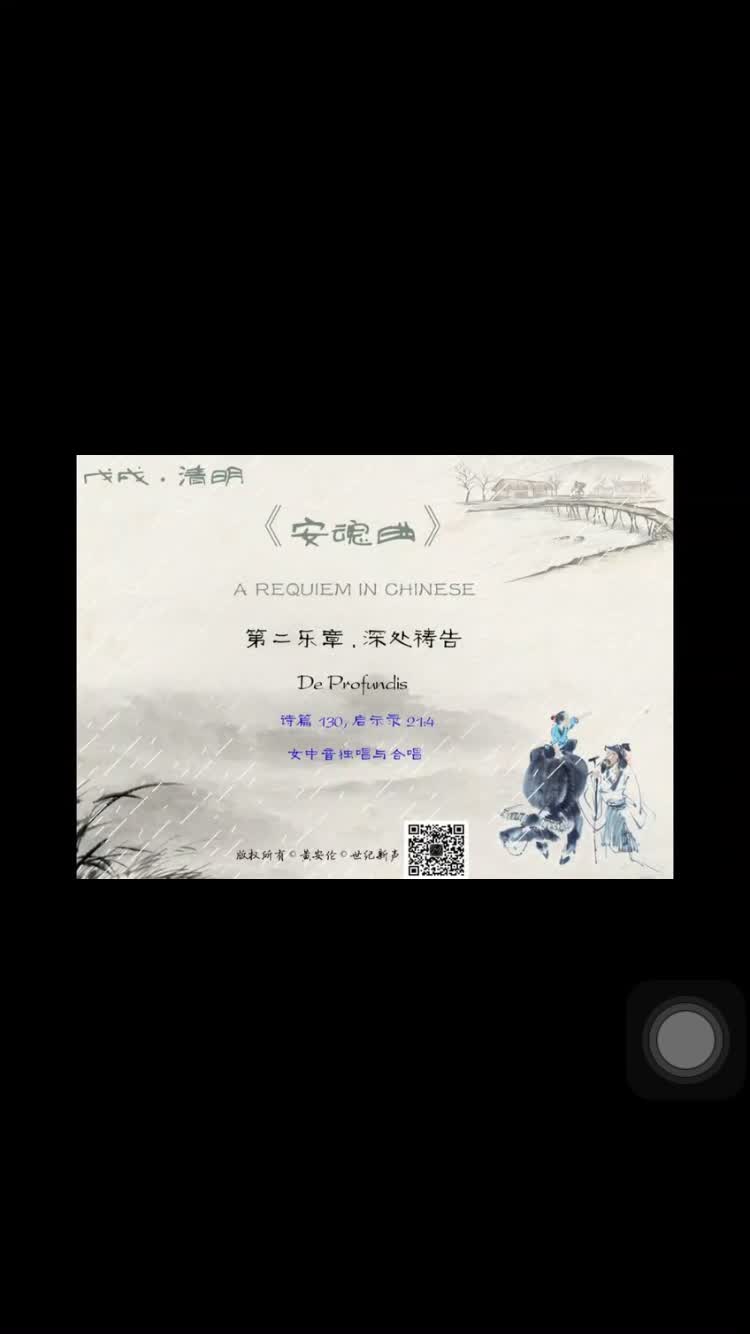 戊戌·清明
《安魂曲》
A REQUIEM IN CHINESE
第二乐章.深处祷告
De Profundis
诗篇 130, 启示录 21:4
女中音独唱与合唱
版权所有©黄安伦©世纪新声